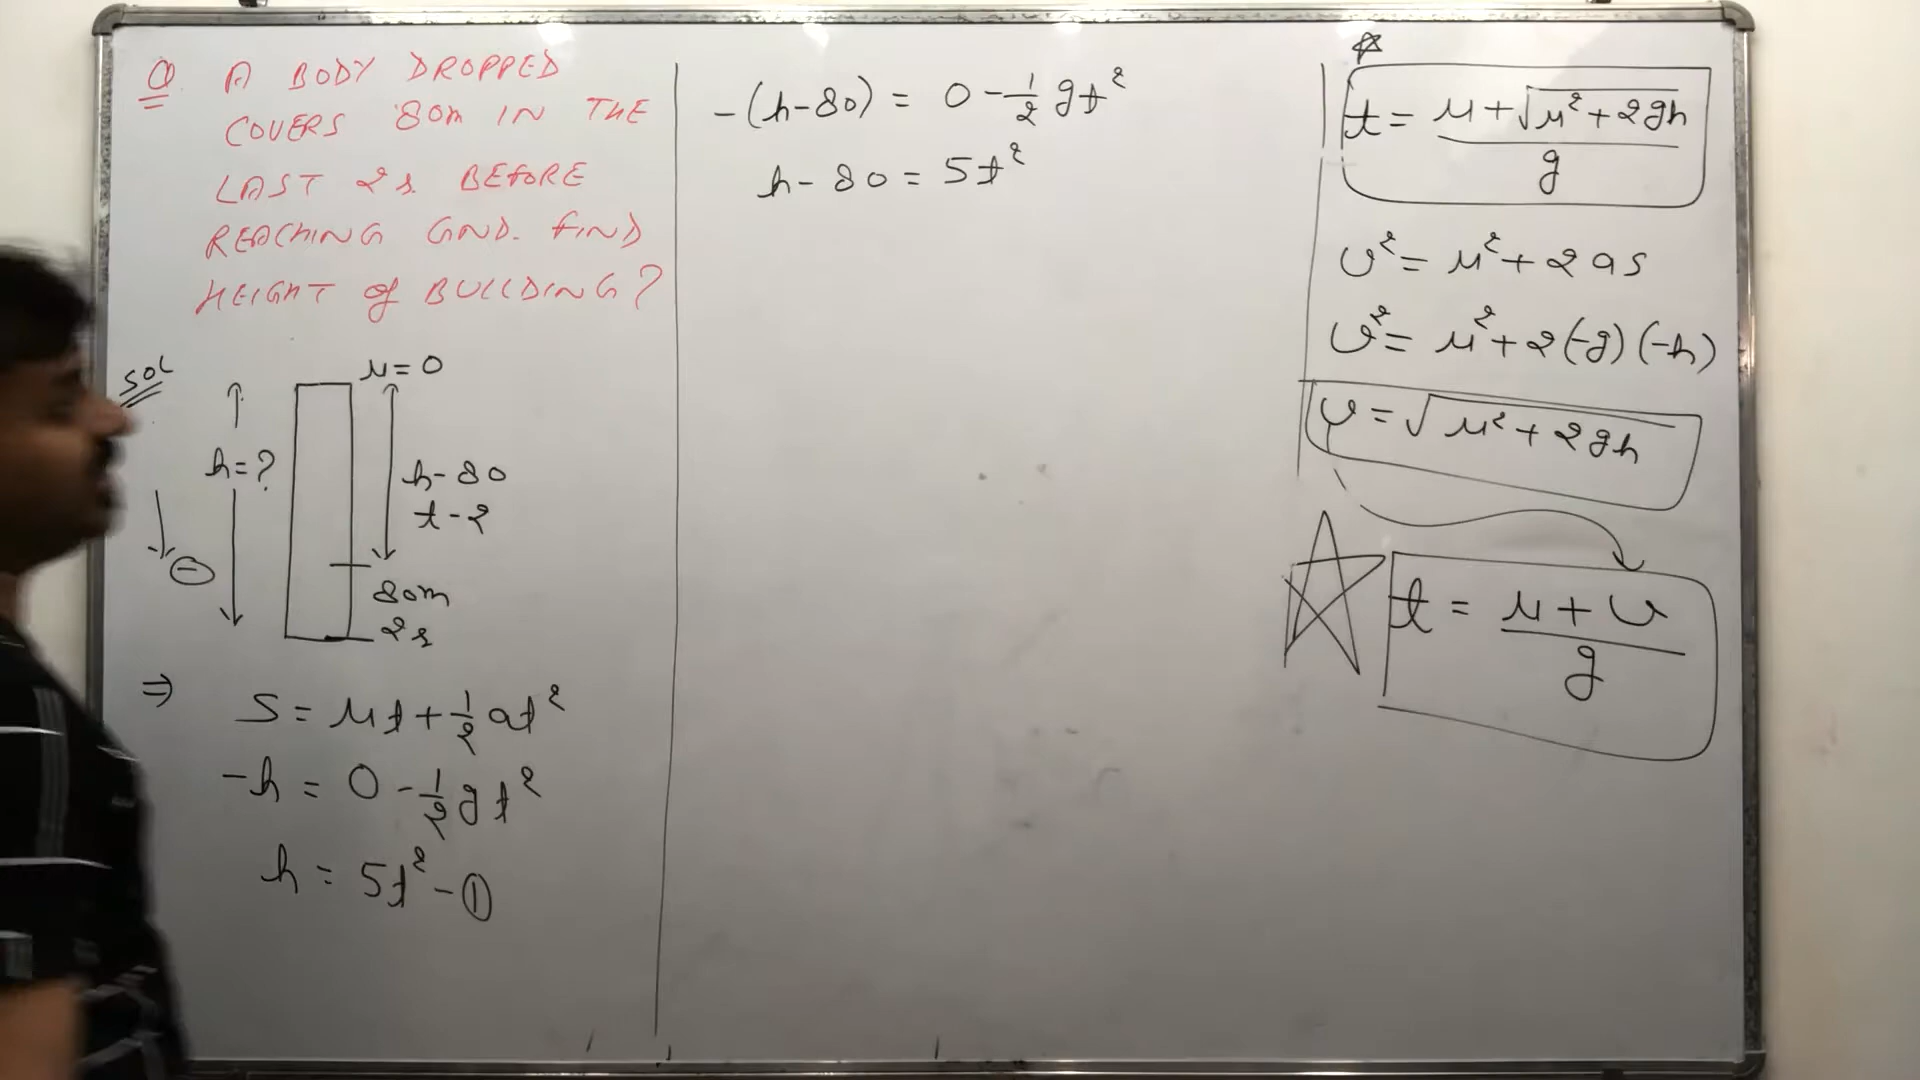 Q A BODY DROPPED
COVERS 80m IN THE
LAST 2s. BEFORE
REACHING GND. FIND
HEIGHT of BUILDING?
SOL
u = 0
h = ?
h - 80
t - 2
⊖
80m
2s
⇒ S = ut + 1/2 at²
-h = 0 - 1/2 gt²
h = 5t² - ①
-(h-80) = 0 - 1/2 gt²
h - 80 = 5t²
t = (u + √(u² + 2gh)) / g
v² = u² + 2as
v² = u² + 2(-g)(-h)
v = √(u² + 2gh)
t = (u + v) / g